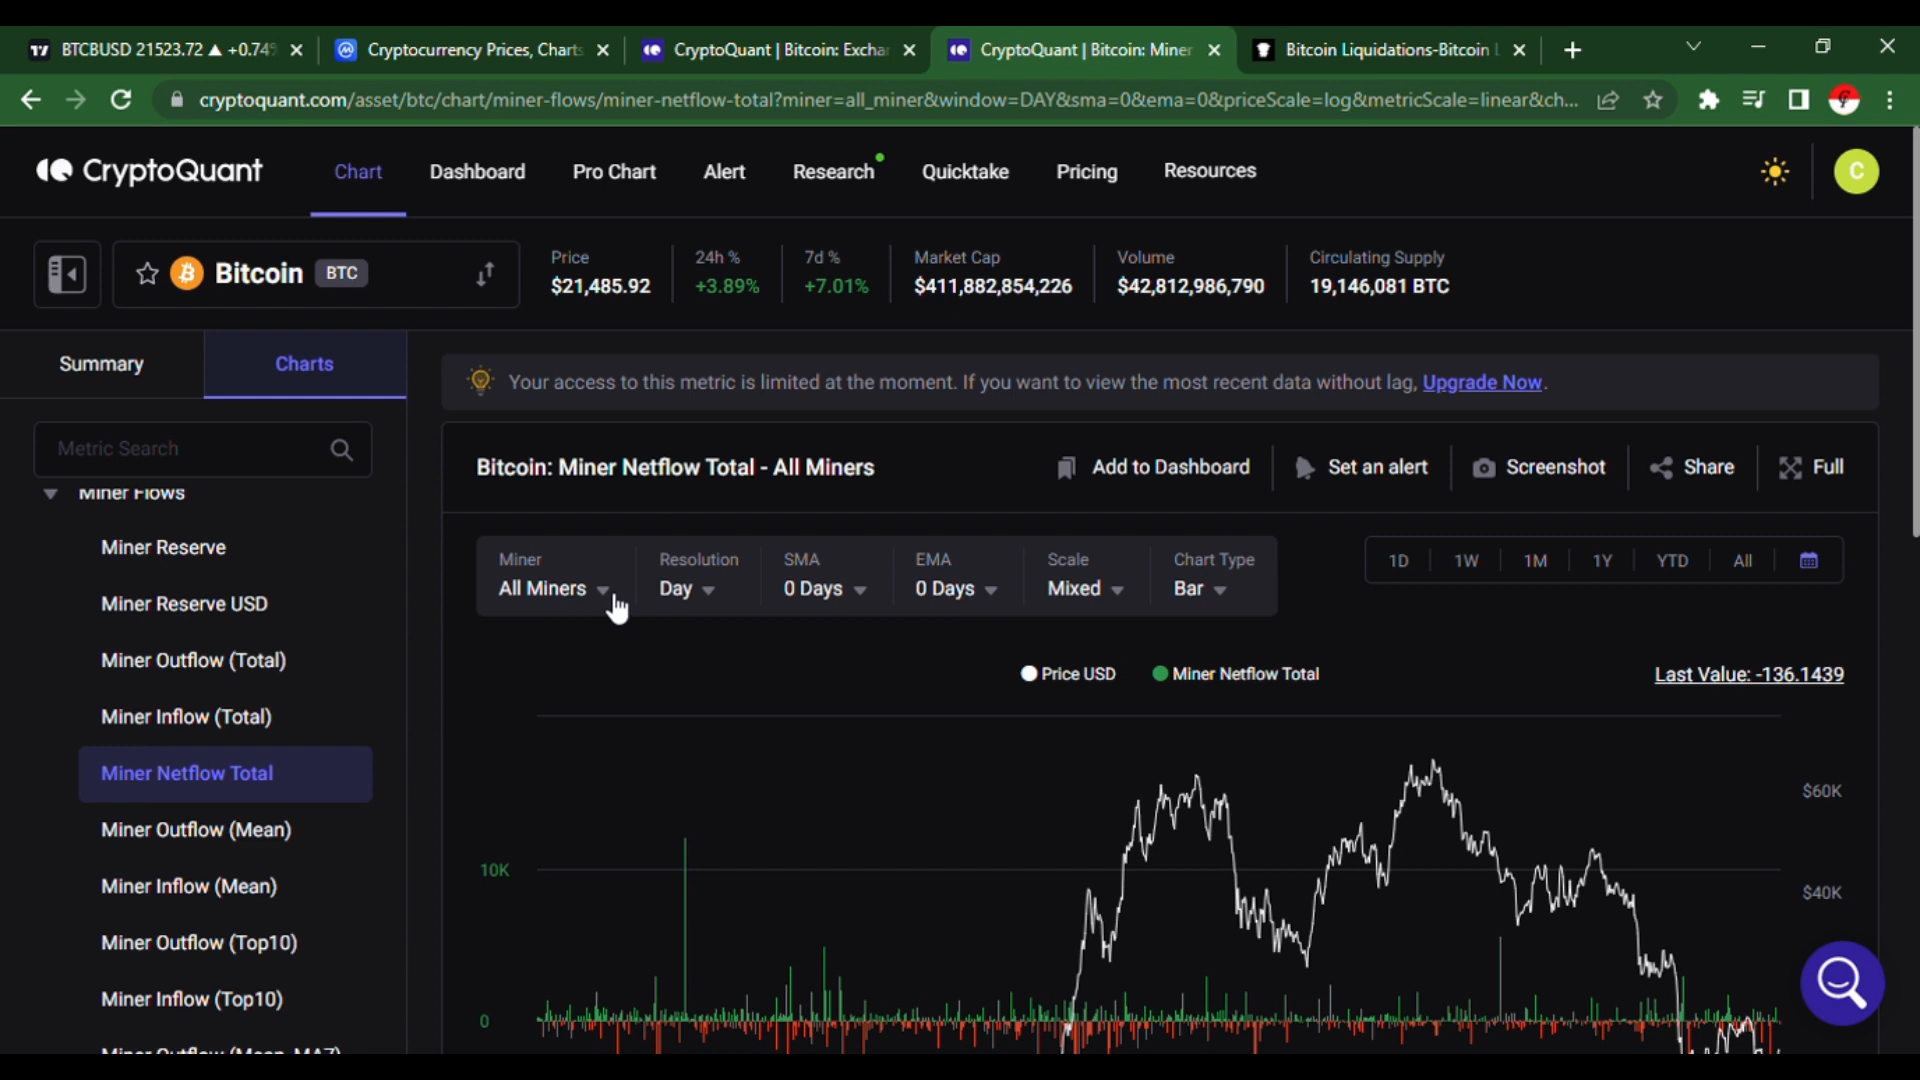 BTCBUSD 21523.72 ▲ +0.74%
Cryptocurrency Prices, Charts
CryptoQuant | Bitcoin: Exchan
CryptoQuant | Bitcoin: Miner
Bitcoin Liquidations-Bitcoin L
cryptoquant.com/asset/btc/chart/miner-flows/miner-netflow-total?miner=all_miner&window=DAY&sma=0&ema=0&priceScale=log&metricScale=linear&ch...
CryptoQuant
Chart
Dashboard
Pro Chart
Alert
Research
Quicktake
Pricing
Resources
C
Bitcoin BTC
Price
$21,485.92
24h %
+3.89%
7d %
+7.01%
Market Cap
$411,882,854,226
Volume
$42,812,986,790
Circulating Supply
19,146,081 BTC
Summary
Charts
Metric Search
Miner Flows
Miner Reserve
Miner Reserve USD
Miner Outflow (Total)
Miner Inflow (Total)
Miner Netflow Total
Miner Outflow (Mean)
Miner Inflow (Mean)
Miner Outflow (Top10)
Miner Inflow (Top10)
Miner Outflow (Mean, MA7)
Your access to this metric is limited at the moment. If you want to view the most recent data without lag, Upgrade Now.
Bitcoin: Miner Netflow Total - All Miners
Add to Dashboard
Set an alert
Screenshot
Share
Full
Miner
All Miners
Resolution
Day
SMA
0 Days
EMA
0 Days
Scale
Mixed
Chart Type
Bar
1D
1W
1M
1Y
YTD
All
Price USD
Miner Netflow Total
Last Value: -136.1439
$60K
10K
$40K
0